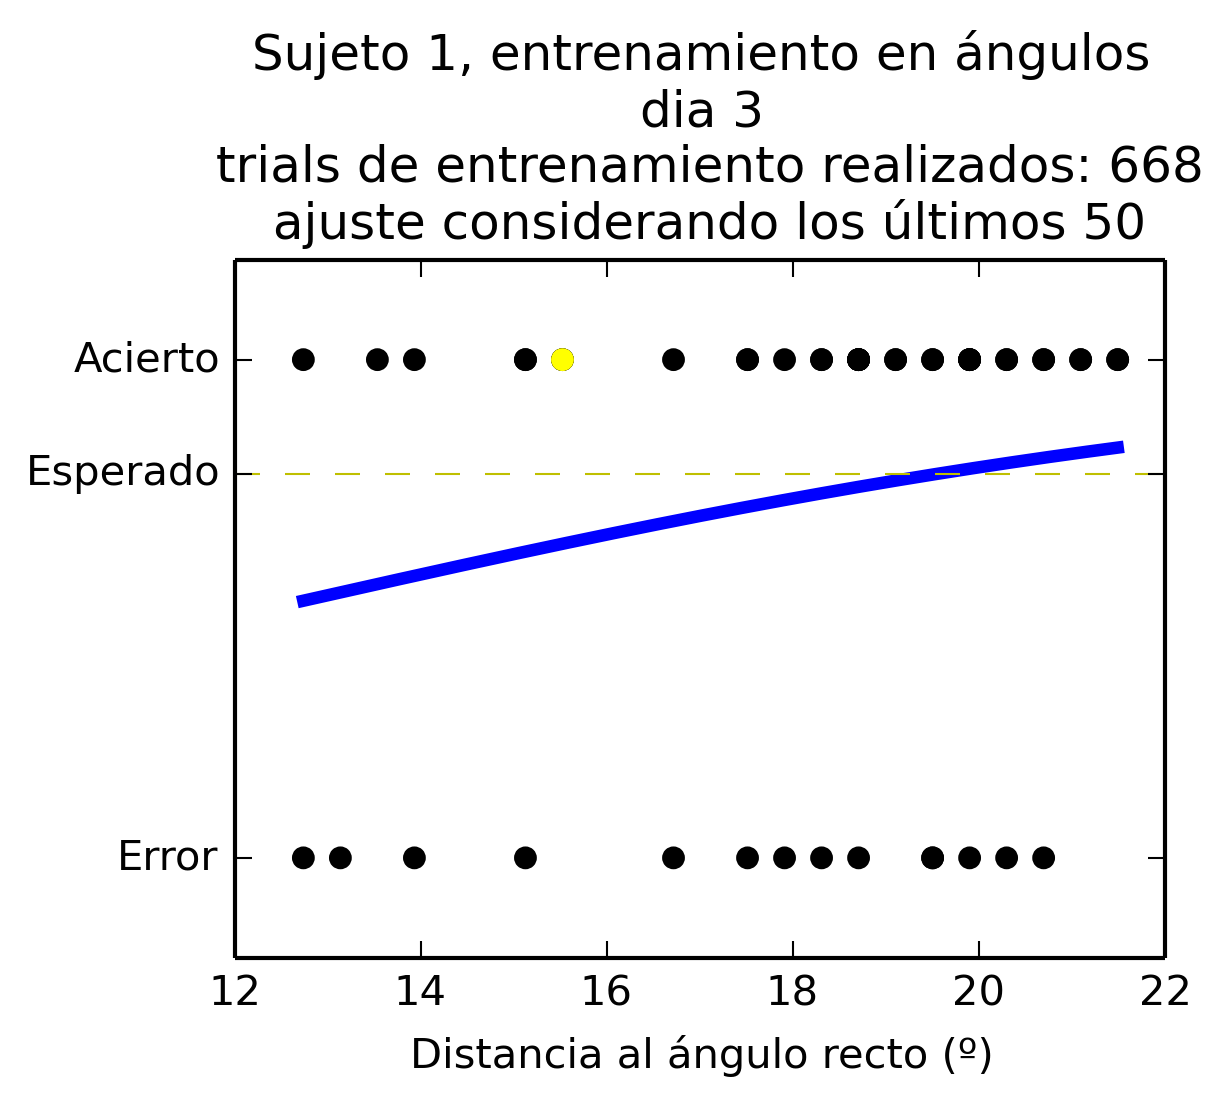 Sujeto 1, entrenamiento en ángulos
dia 3
trials de entrenamiento realizados: 668
ajuste considerando los últimos 50
Acierto
Esperado
Error
12 14 16 18 20 22
Distancia al ángulo recto (º)